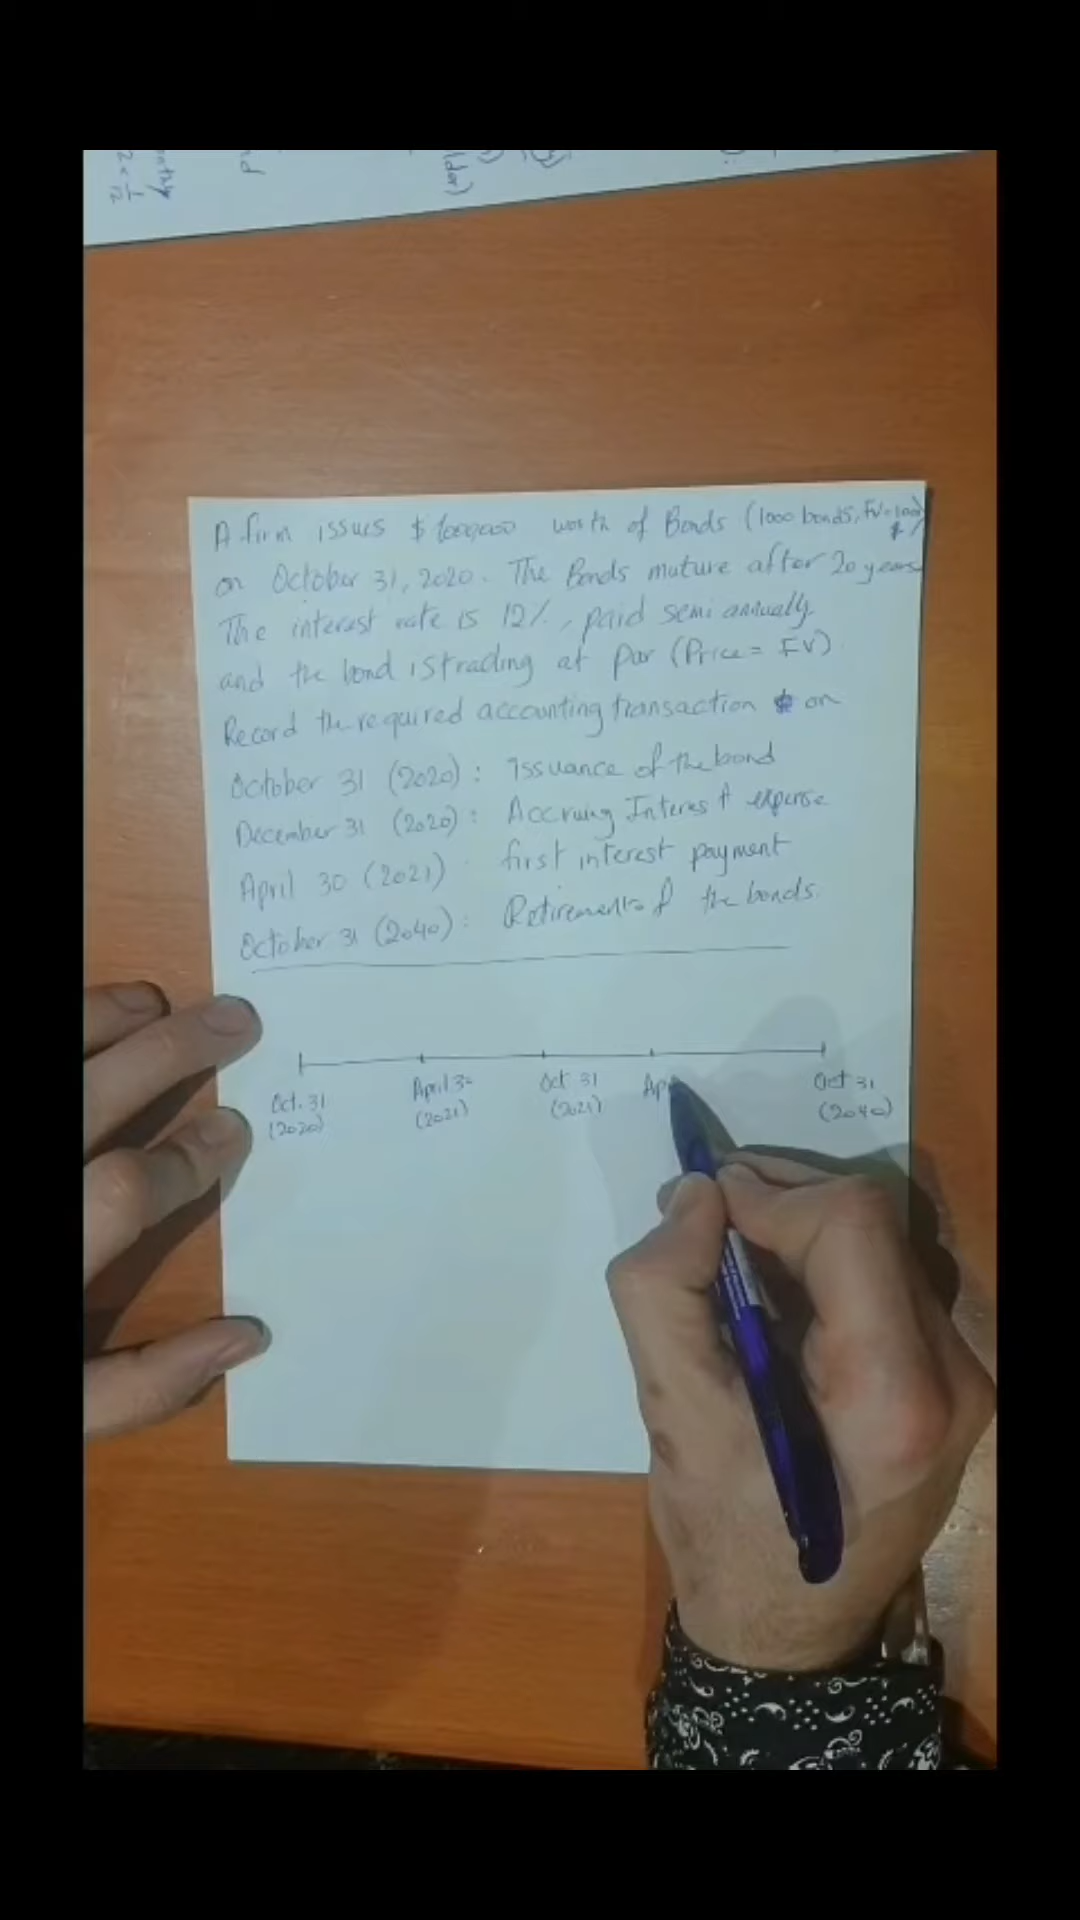 A firm issues $ 1000,000 worth of Bonds (1000 bonds, FV=1000
$)
on October 31, 2020. The Bonds mature after 20 years
The interest rate is 12%, paid semi annually
and the bond is trading at par (Price = FV).
Record the required accounting transaction on
October 31 (2020): Issuance of the bond
December 31 (2020): Accruing Interest expense
April 30 (2021): first interest payment
October 31 (2040): Retirement of the bonds.
Oct. 31 April 30 Oct 31 Apr Oct 31
(2020) (2021) (2021) (2040)